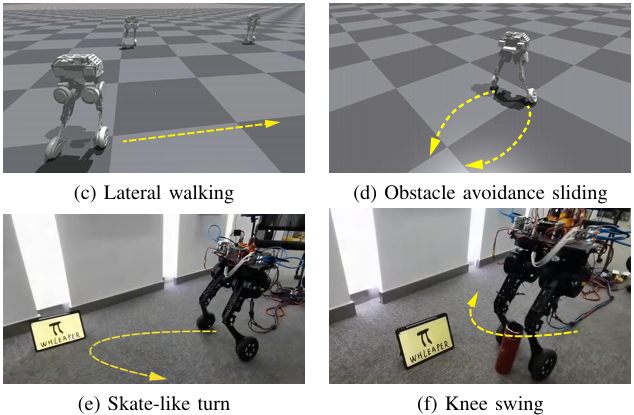 (c) Lateral walking
(d) Obstacle avoidance sliding
π
WHLEAPER
(e) Skate-like turn
π
WHLEAPER
(f) Knee swing